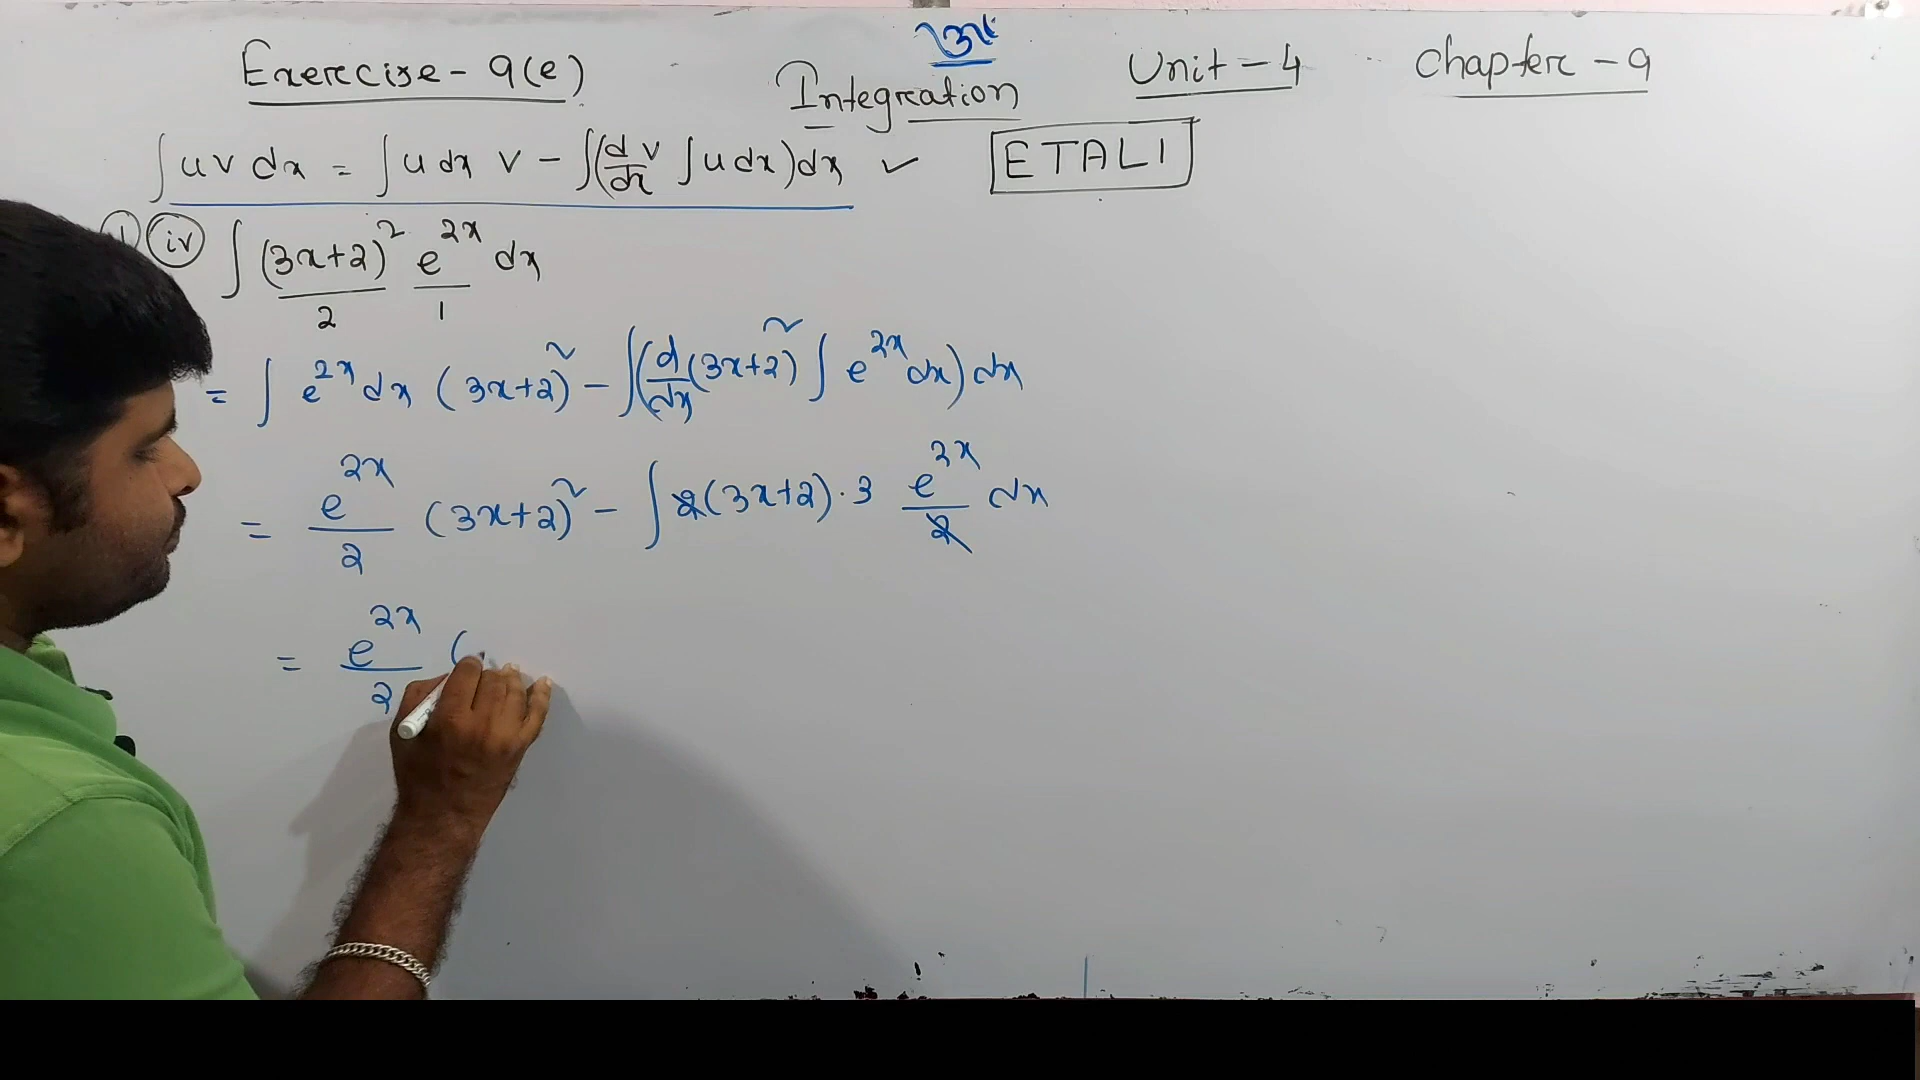 Exercise - 9(e)
Integration
Unit - 4
Chapter - 9
∫ u v dx = ∫ u dx v - ∫(d/dx v ∫ u dx) dx ✓
ETALI
(iv) ∫ (3x+2)² e^2x dx
2 1
= ∫ e^2x dx (3x+2)² - ∫(d/dx (3x+2)² ∫ e^2x dx) dx
= e^2x/2 (3x+2)² - ∫ 2(3x+2)·3 e^2x/2 dx
= e^2x/2 (